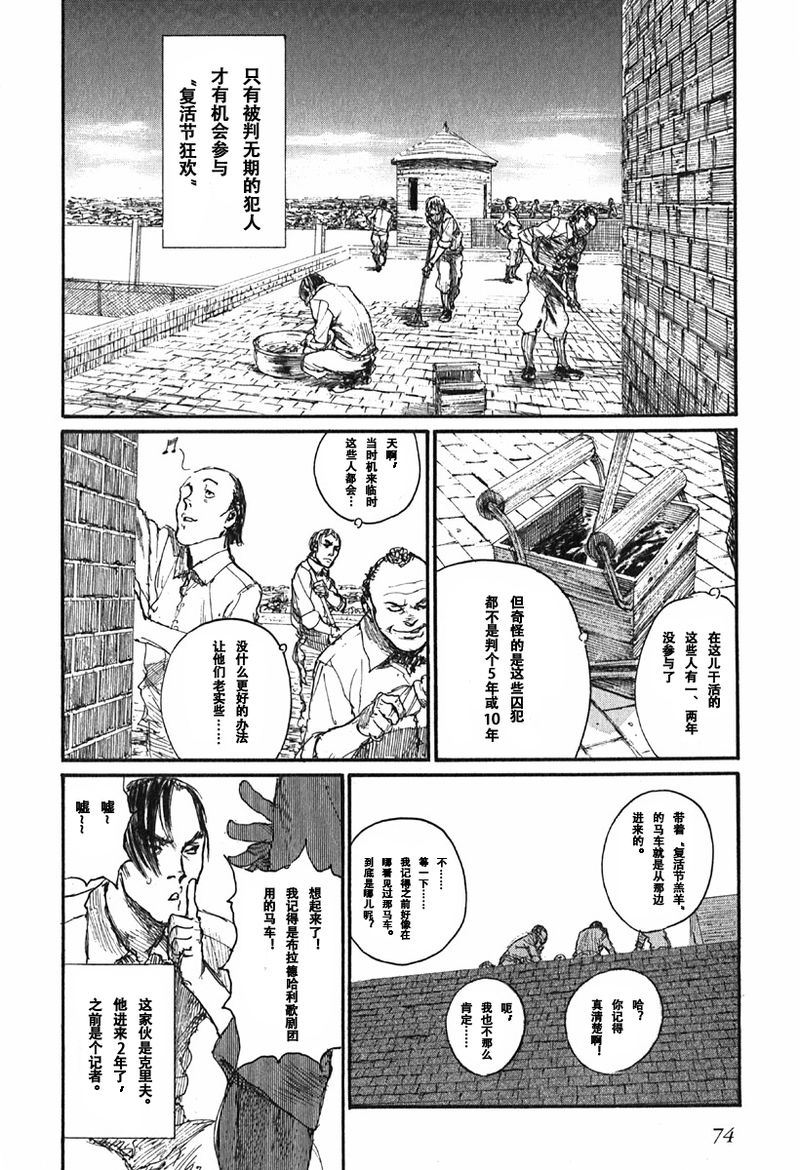 只有被判无期的犯人
才有机会参与
“复活节狂欢”
在这儿干活的
这些人有一、两年
没参与了
但奇怪的是这些囚犯
都不是判个5年或10年
天啊，
当时机来临时
这些人都会…
没什么更好的办法
让他们老实些……
带着“复活节羔羊”
的马车就是从那边
进来的。
哈？
你记得
真清楚啊！
呃，
我也不那么
肯定…
不……
等一下……
我记得之前好像在
哪看见过那马车。
到底是哪儿呢？
想起来了！
我记得是布拉德哈利歌剧团
用的马车！
嘘~
嘘~~
这家伙是克里夫。
他进来2年了，
之前是个记者。
74